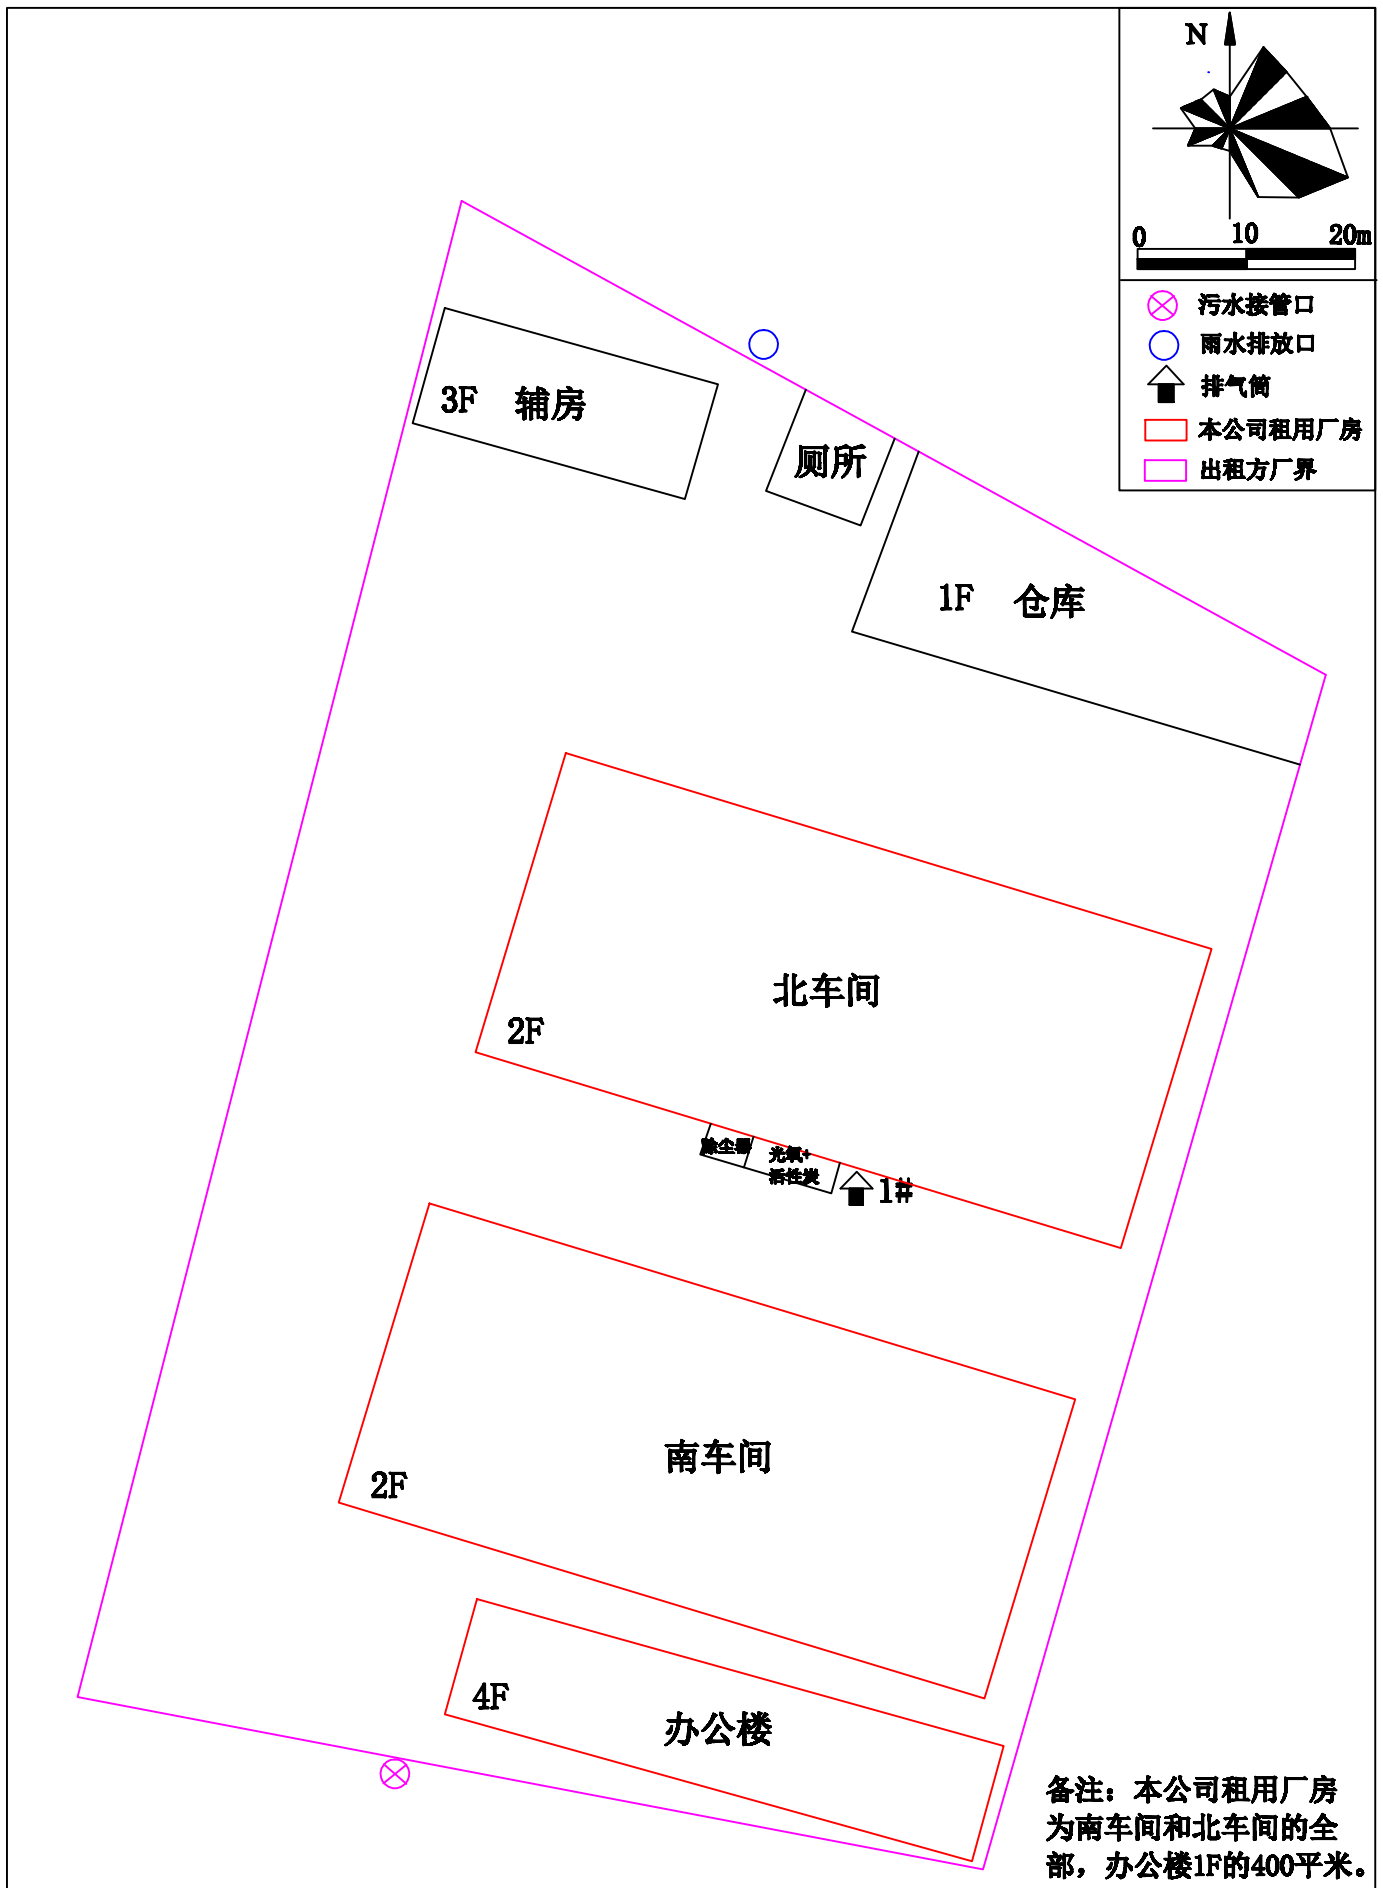 N
0 10 20m
污水接管口
雨水排放口
排气筒
本公司租用厂房
出租方厂界
3F 辅房
厕所
1F 仓库
北车间
2F
除尘器
光氧+
活性炭
1#
南车间
2F
4F
办公楼
备注：本公司租用厂房
为南车间和北车间的全
部，办公楼1F的400平米。